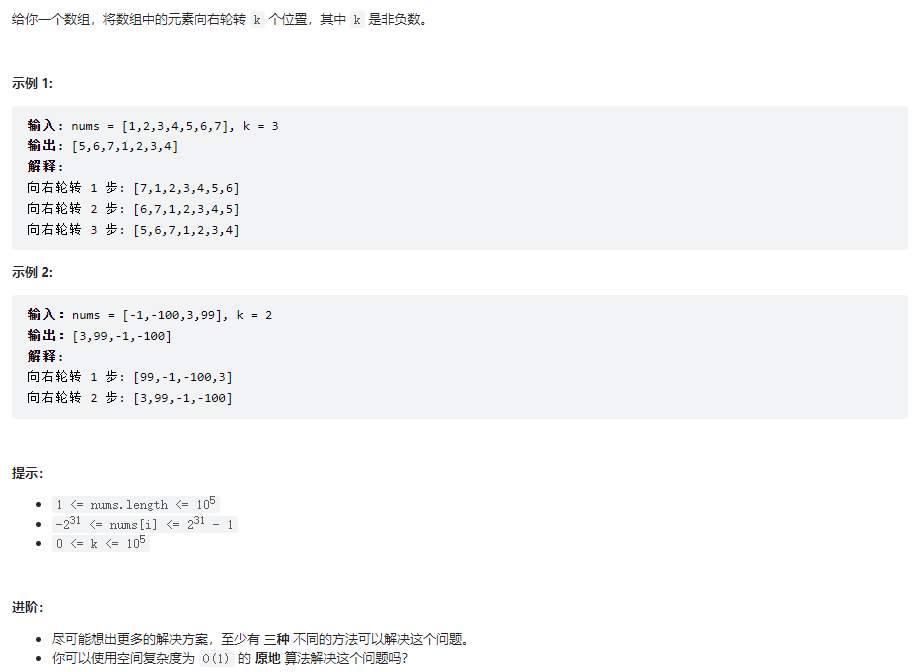 给你一个数组，将数组中的元素向右轮转 k 个位置，其中 k 是非负数。
示例 1:
输入: nums = [1,2,3,4,5,6,7], k = 3
输出: [5,6,7,1,2,3,4]
解释:
向右轮转 1 步: [7,1,2,3,4,5,6]
向右轮转 2 步: [6,7,1,2,3,4,5]
向右轮转 3 步: [5,6,7,1,2,3,4]
示例 2:
输入：nums = [-1,-100,3,99], k = 2
输出：[3,99,-1,-100]
解释:
向右轮转 1 步: [99,-1,-100,3]
向右轮转 2 步: [3,99,-1,-100]
提示：
• 1 <= nums.length <= 10⁵
• -2³¹ <= nums[i] <= 2³¹ - 1
• 0 <= k <= 10⁵
进阶：
• 尽可能想出更多的解决方案，至少有 三种 不同的方法可以解决这个问题。
• 你可以使用空间复杂度为 O(1) 的 原地 算法解决这个问题吗？